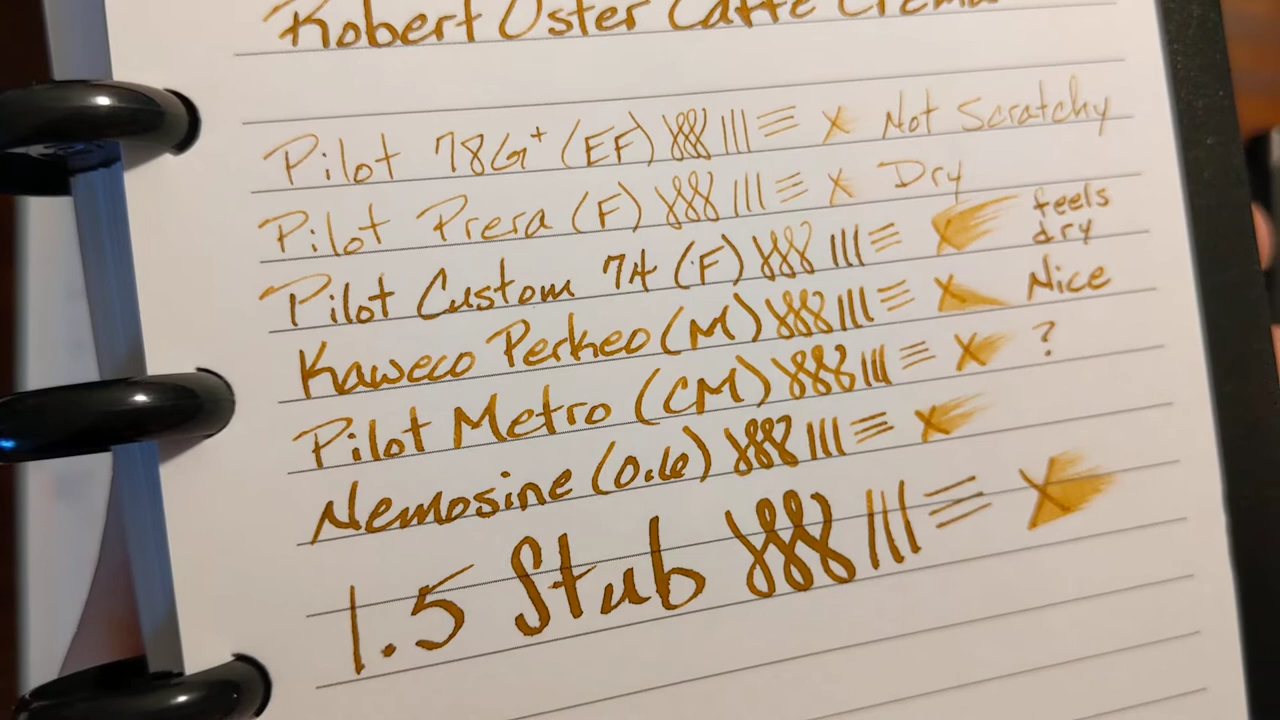 Robert Oster Caffe Crema
Pilot 78G+ (EF) ||| ≡ x Not Scratchy
Pilot Prera (F) ||| ≡ x Dry
Pilot Custom 74 (F) ||| ≡ x feels dry
Kaweco Perkeo (M) ||| ≡ x Nice
Pilot Metro (CM) ||| ≡ x ?
Nemosine (0.6) ||| ≡ x
1.5 Stub ||| ≡ x